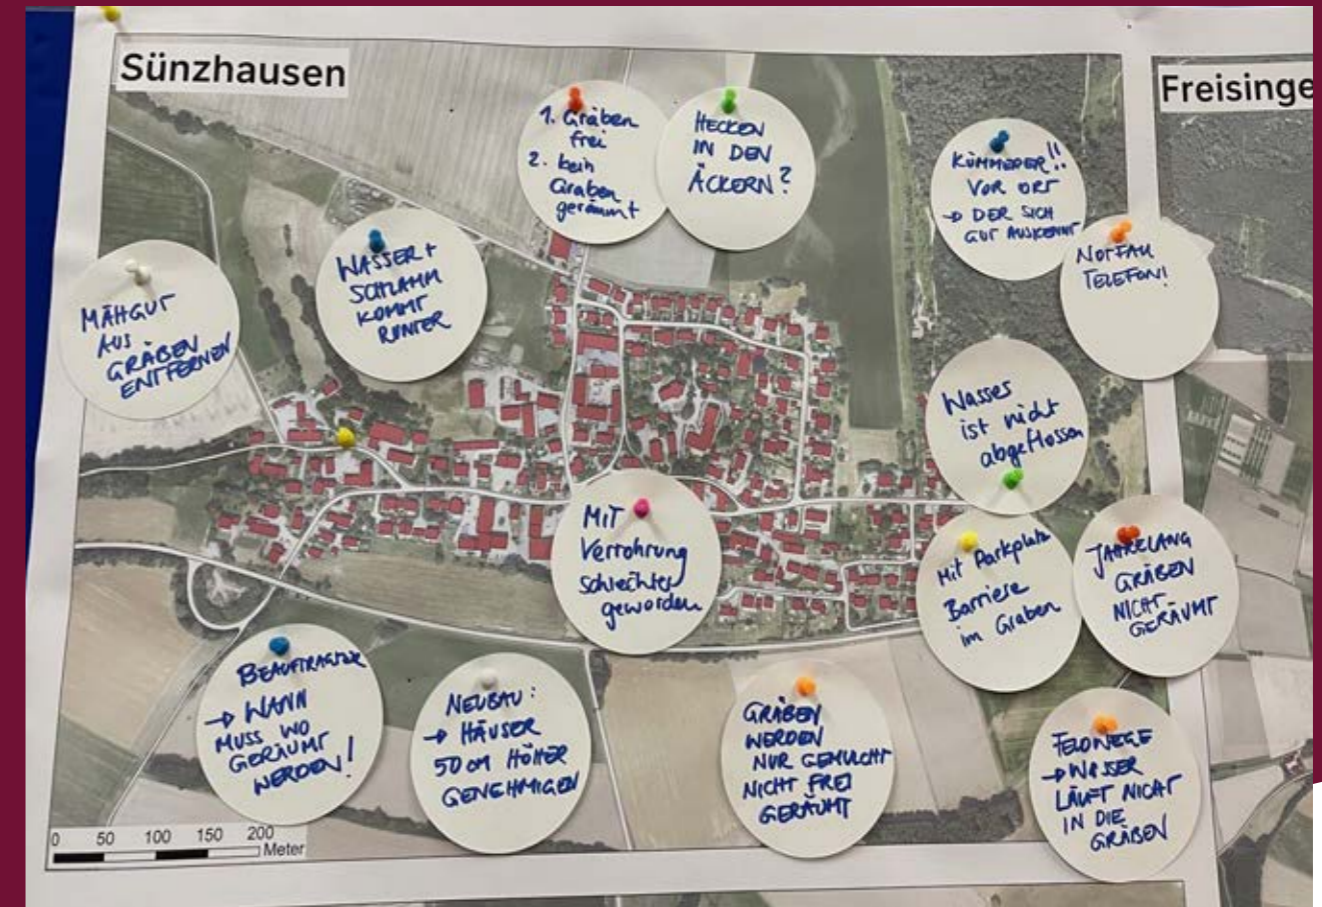 Sünzhausen
Freisinge
1. Gräben
frei
2. kein
Graben
geräumt
HECKEN
IN DEN
ÄCKERN?
KÜMMERER!!
VOR ORT
→ DER SICH
GUT AUSKENNT
NOTFALL
TELEFON!
MÄHGUT
AUS
GRÄBEN
ENTFERNEN
WASSER +
SCHLAMM
KOMMT
RUNTER
Wasser
ist nicht
abgeflossen
MIT
Verrohrung
schlechter
geworden
Mit Parkplatz
Barriere
im Graben
JAHRELANG
GRÄBEN
NICHT
GERÄUMT
→ WANN
MUSS WO
GERÄUMT
WERDEN!
NEUBAU:
→ HÄUSER
50 cm HÖHER
GENEHMIGEN
GRÄBEN
WERDEN
NUR GEMULCHT
NICHT FREI
GERÄUMT
FELDWEGE
→ WASSER
LÄUFT NICHT
IN DIE
GRÄBEN
0 50 100 150 200
Meter